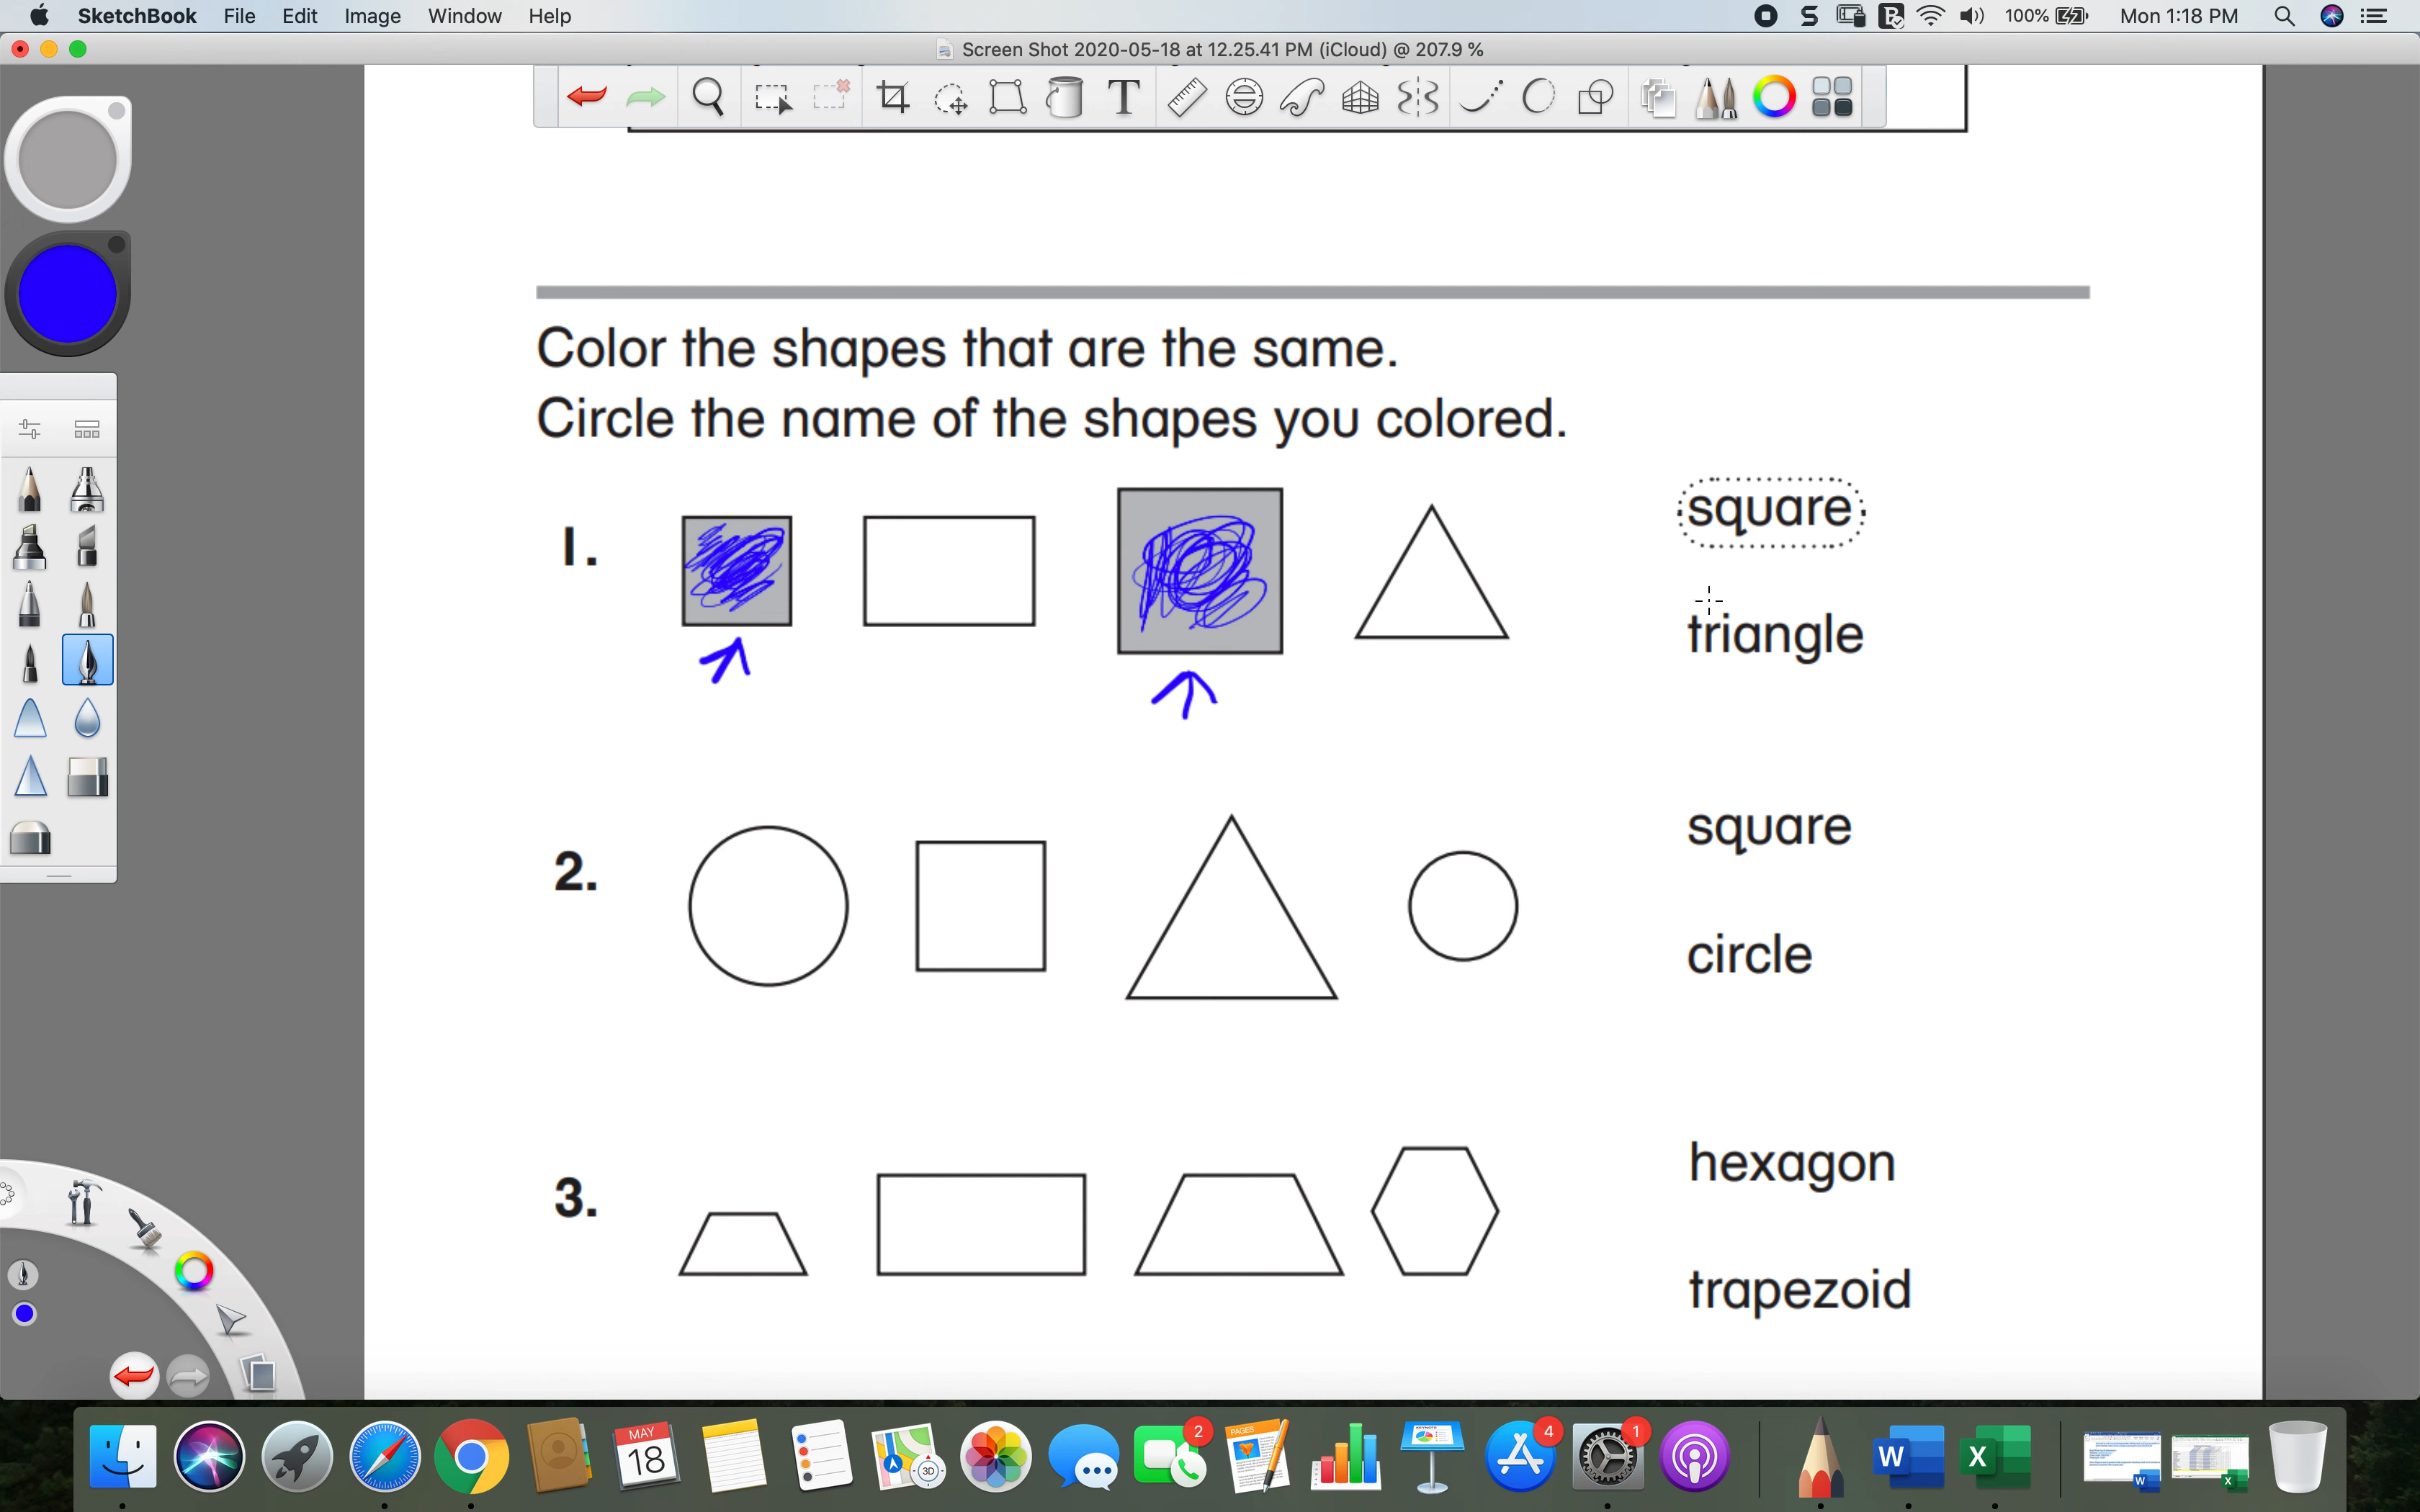 SketchBook File Edit Image Window Help 100% Mon 1:18 PM
Screen Shot 2020-05-18 at 12.25.41 PM (iCloud) @ 207.9 %
Color the shapes that are the same.
Circle the name of the shapes you colored.
1.
square
triangle
2.
square
circle
3.
hexagon
trapezoid
MAY
18
3D
2
PAGES
4
1
W
X
W
X